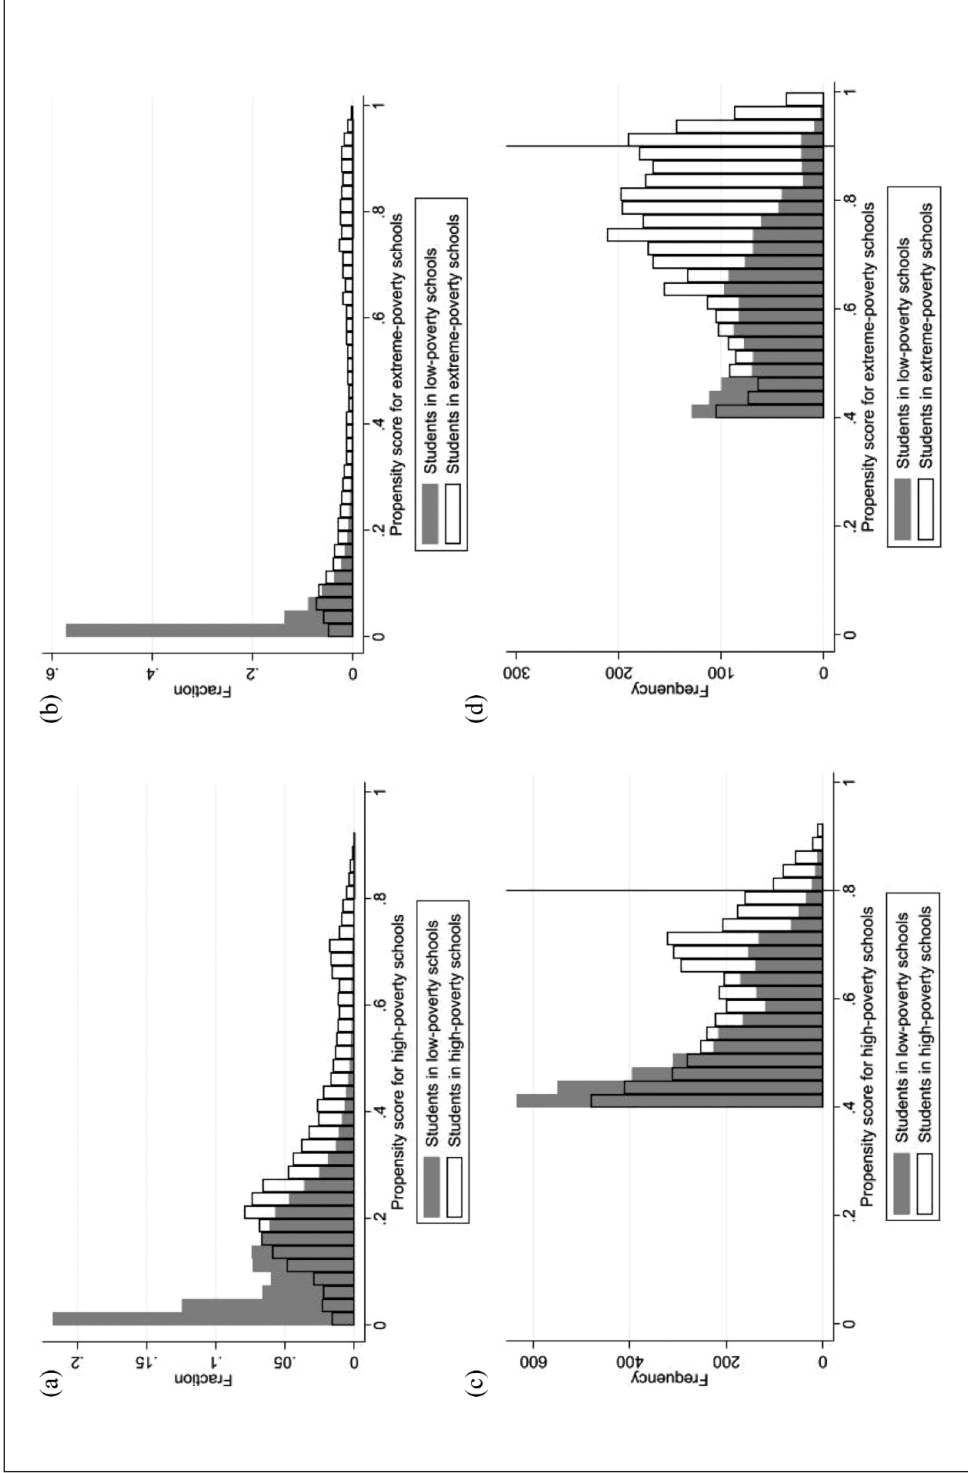 (a)
Fraction
.2
.15
.1
.05
0
0
.2
.4
.6
.8
1
Propensity score for high-poverty schools
Students in low-poverty schools
Students in high-poverty schools
(b)
Fraction
.6
.4
.2
0
0
.2
.4
.6
.8
1
Propensity score for extreme-poverty schools
Students in low-poverty schools
Students in extreme-poverty schools
(c)
Frequency
600
400
200
0
0
.2
.4
.6
.8
1
Propensity score for high-poverty schools
Students in low-poverty schools
Students in high-poverty schools
(d)
Frequency
300
200
100
0
0
.2
.4
.6
.8
1
Propensity score for extreme-poverty schools
Students in low-poverty schools
Students in extreme-poverty schools